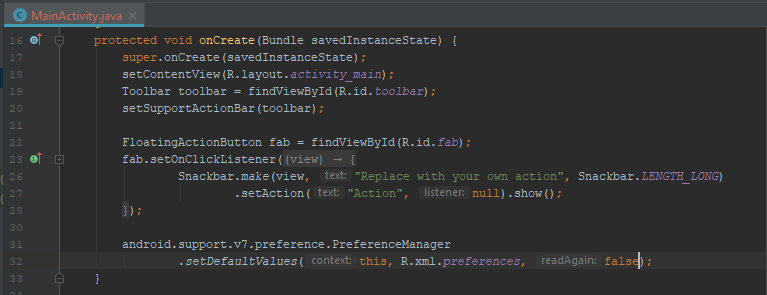 MainActivity.java
16 protected void onCreate(Bundle savedInstanceState) {
17 super.onCreate(savedInstanceState);
18 setContentView(R.layout.activity_main);
19 Toolbar toolbar = findViewById(R.id.toolbar);
20 setSupportActionBar(toolbar);
21
22 FloatingActionButton fab = findViewById(R.id.fab);
23 fab.setOnClickListener((view) → {
26 Snackbar.make(view, text: "Replace with your own action", Snackbar.LENGTH_LONG)
27 .setAction( text: "Action", listener: null).show();
28 });
30
31 android.support.v7.preference.PreferenceManager
32 .setDefaultValues( context: this, R.xml.preferences, readAgain: false);
33 }